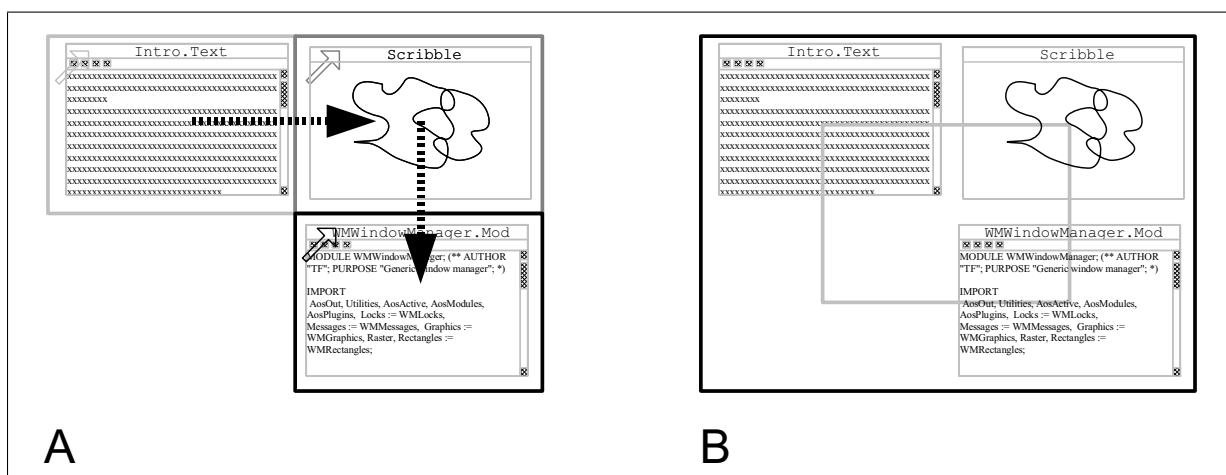 Intro.Text
xxxxxxxx
Scribble
WMWindowManager.Mod
MODULE WMWindowManager; (** AUTHOR
"TF"; PURPOSE "Generic window manager"; *)
IMPORT
AosOut, Utilities, AosActive, AosModules,
AosPlugins, Locks := WMLocks,
Messages := WMMessages, Graphics :=
WMGraphics, Raster, Rectangles :=
WMRectangles;
A
Intro.Text
xxxxxxxx
Scribble
WMWindowManager.Mod
MODULE WMWindowManager; (** AUTHOR
"TF"; PURPOSE "Generic window manager"; *)
IMPORT
AosOut, Utilities, AosActive, AosModules,
AosPlugins, Locks := WMLocks,
Messages := WMMessages, Graphics :=
WMGraphics, Raster, Rectangles :=
WMRectangles;
B